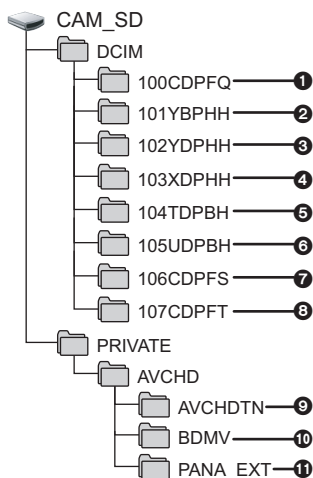 CAM_SD
DCIM
100CDPFQ 1
101YBPHH 2
102YDPHH 3
103XDPHH 4
104TDPBH 5
105UDPBH 6
106CDPFS 7
107CDPFT 8
PRIVATE
AVCHD
AVCHDTN 9
BDMV 10
PANA_EXT 11